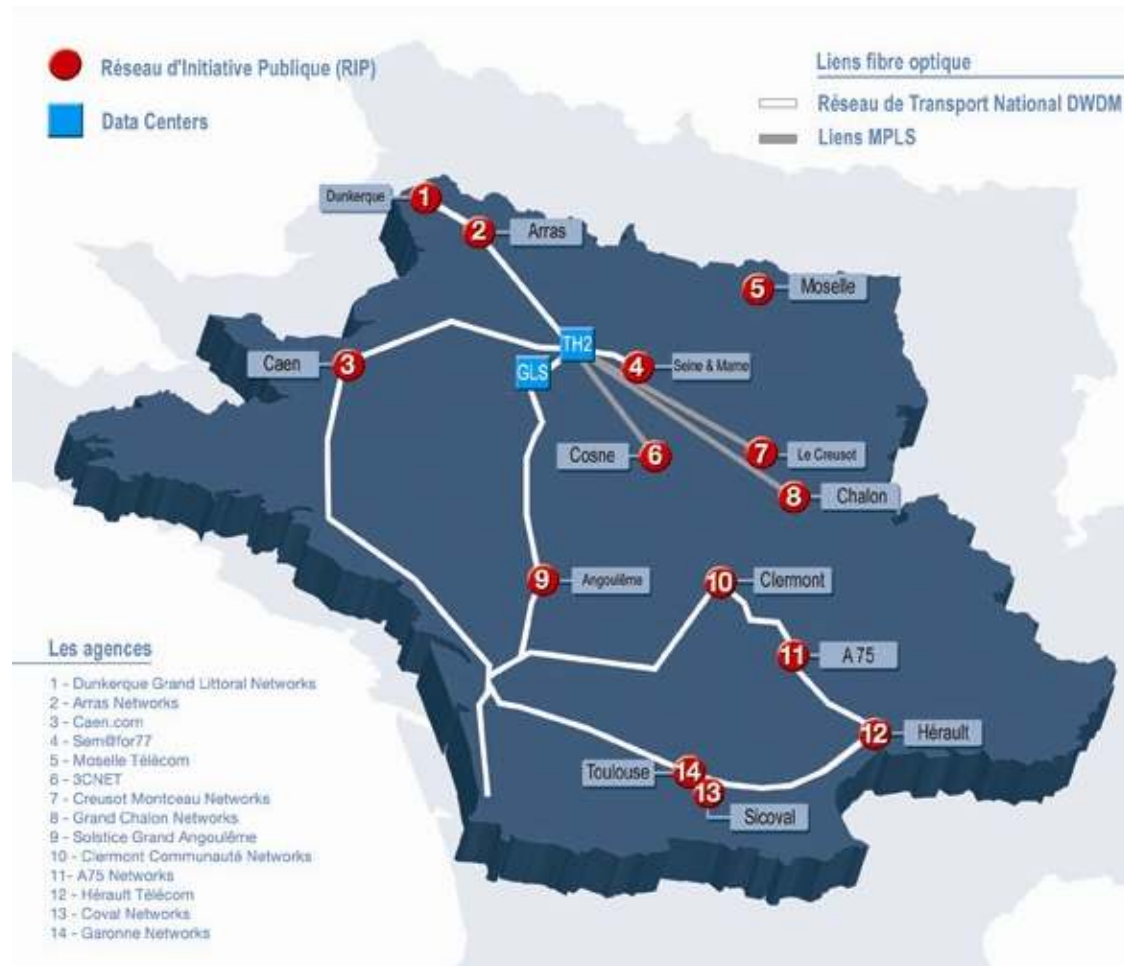 Réseau d'Initiative Publique (RIP)
Data Centers
Liens fibre optique
Réseau de Transport National DWDM
Liens MPLS
Dunkerque
1
2
Arras
5
Moselle
TH2
GLS
Caen
3
4
Seine & Marne
Cosne
6
7
Le Creusot
8
Chalon
9
Angoulême
10
Clermont
11
A 75
12
Hérault
Toulouse
14
13
Sicoval
Les agences
1 - Dunkerque Grand Littoral Networks
2 - Arras Networks
3 - Caen.com
4 - Sem@for77
5 - Moselle Télécom
6 - 3CNET
7 - Creusot Montceau Networks
8 - Grand Chalon Networks
9 - Solstice Grand Angoulême
10 - Clermont Communauté Networks
11- A75 Networks
12 - Hérault Télécom
13 - Coval Networks
14 - Garonne Networks